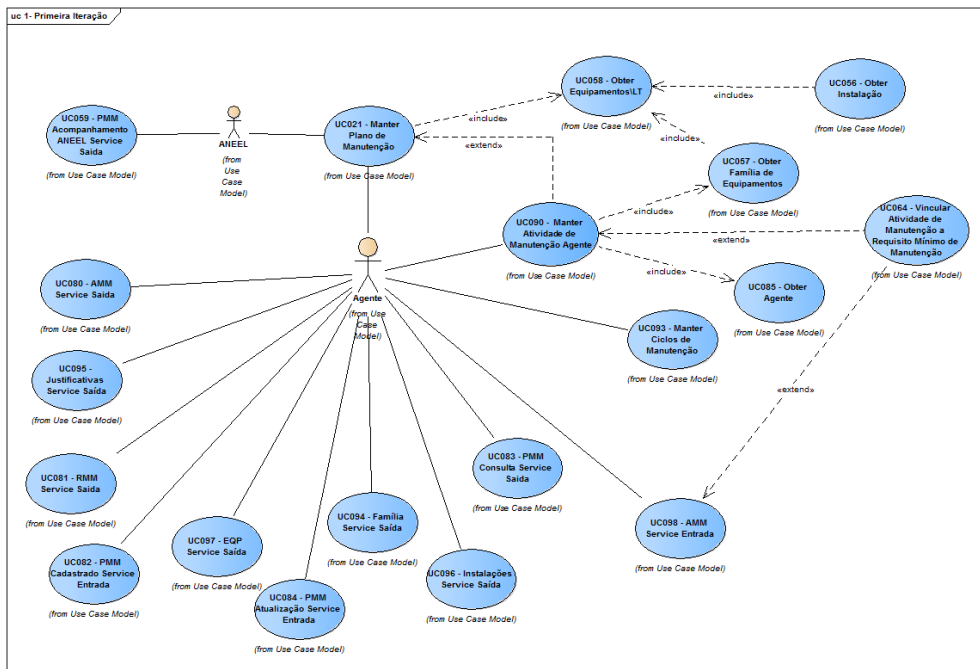 uc 1- Primeira Iteração
UC059 - PMM
Acompanhamento
ANEEL Service
Saida
(from Use Case Model)
ANEEL
(from
Use
Case
Model)
UC021 - Manter
Plano de
Manutenção
(from Use Case Model)
UC058 - Obter
Equipamentos\LT
(from Use Case Model)
UC056 - Obter
Instalação
(from Use Case Model)
«include»
«include»
«extend»
«include»
UC057 - Obter
Família de
Equipamentos
(from Use Case Model)
UC090 - Manter
Atividade de
Manutenção Agente
(from Use Case Model)
«include»
«extend»
«include»
UC064 - Vincular
Atividade de
Manutenção a
Requisito Mínimo de
Manutenção
(from Use Case Model)
UC085 - Obter
Agente
(from Use Case Model)
Agente
(from Use
Case
Model)
UC080 - AMM
Service Saida
(from Use Case Model)
UC093 - Manter
Ciclos de
Manutenção
(from Use Case Model)
«extend»
UC095 -
Justificativas
Service Saída
(from Use Case Model)
UC081 - RMM
Service Saída
(from Use Case Model)
UC083 - PMM
Consulta Service
Saida
(from Use Case Model)
UC082 - PMM
Cadastrado Service
Entrada
(from Use Case Model)
UC097 - EQP
Service Saída
(from Use Case Model)
UC094 - Família
Service Saída
(from Use Case Model)
UC098 - AMM
Service Entrada
(from Use Case Model)
UC084 - PMM
Atualização Service
Entrada
(from Use Case Model)
UC096 - Instalações
Service Saída
(from Use Case Model)